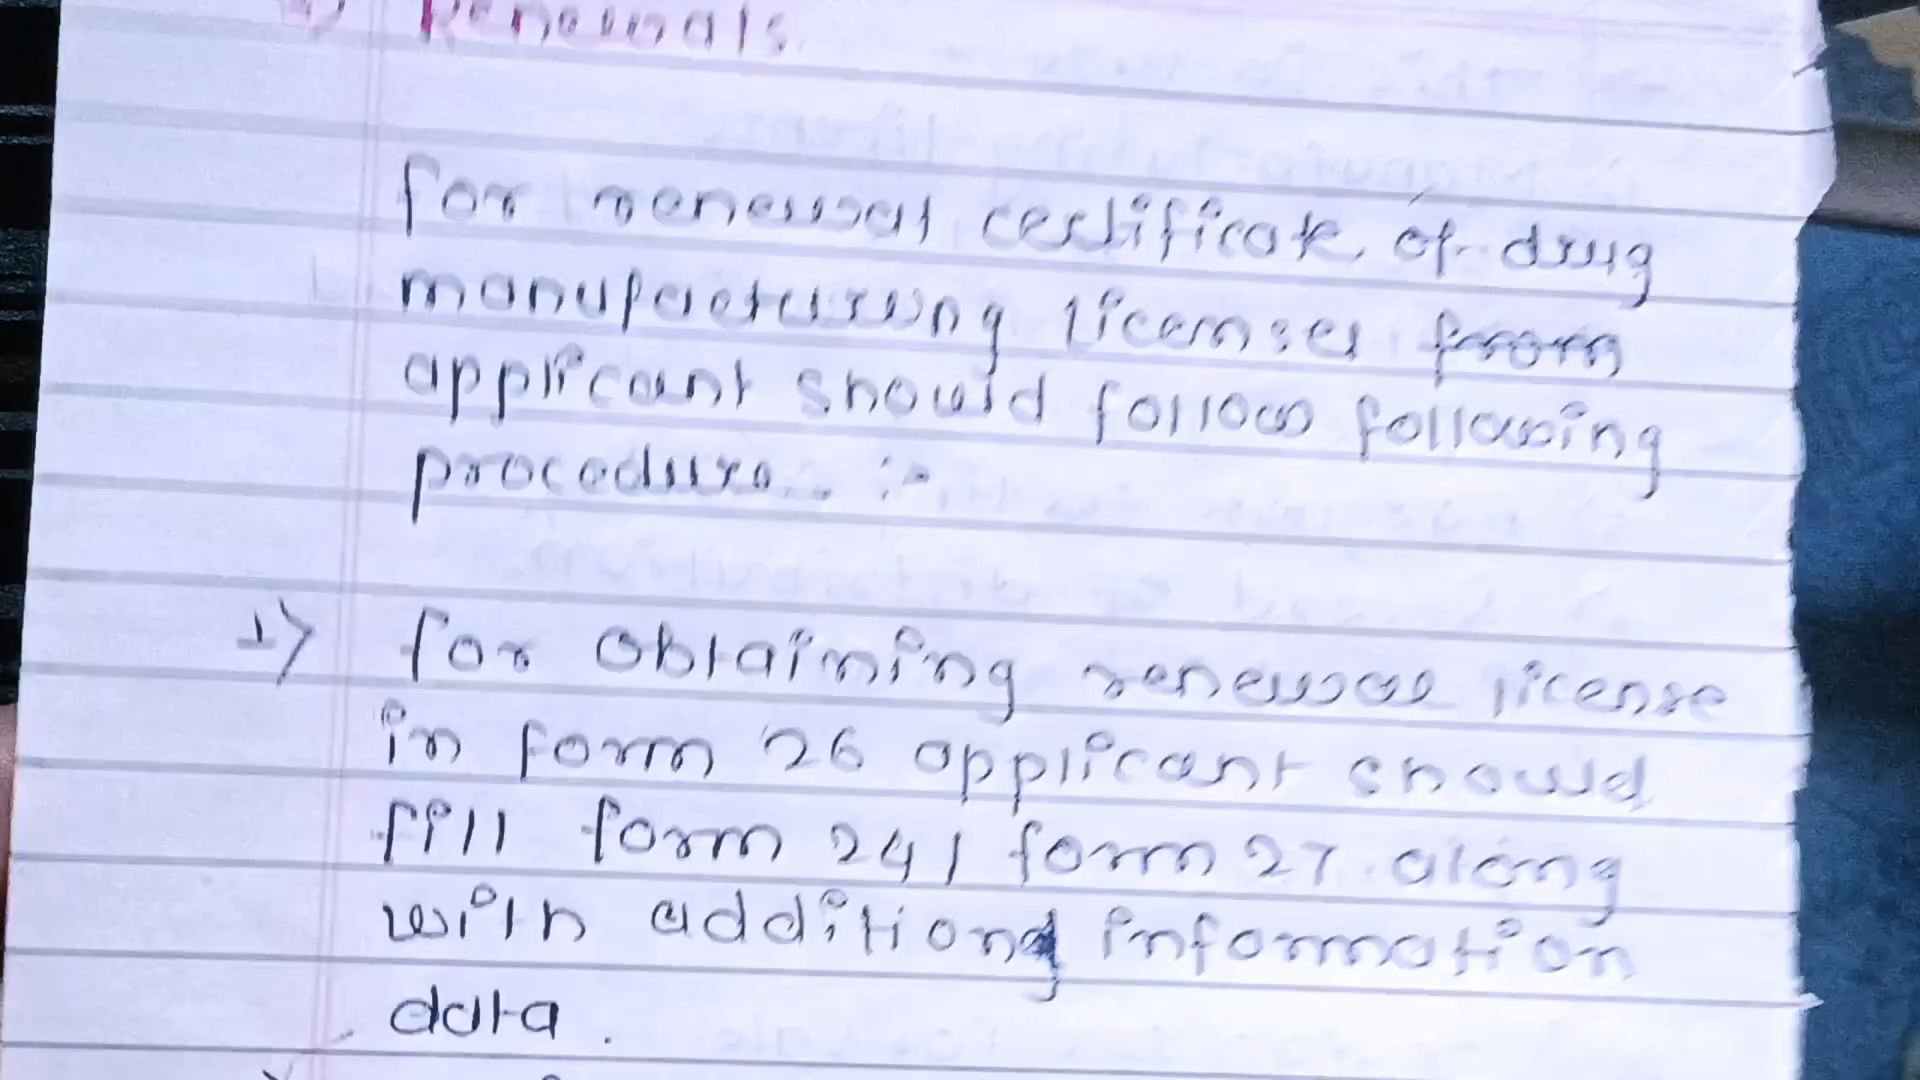 Renewals.
for renewal certificate of drug
manufacturing licenses from
applicant should follow following
procedure :-
1> for obtaining renewal license
in form 26 applicant should
fill form 24 / form 27 along
with additional information
data.